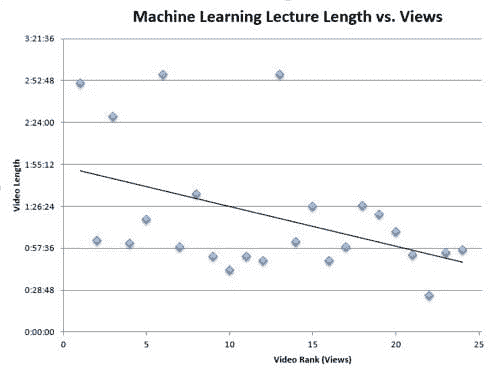 Machine Learning Lecture Length vs. Views
3:21:36
2:52:48
2:24:00
1:55:12
1:26:24
0:57:36
0:28:48
0:00:00
Video Length
0 5 10 15 20 25
Video Rank (Views)